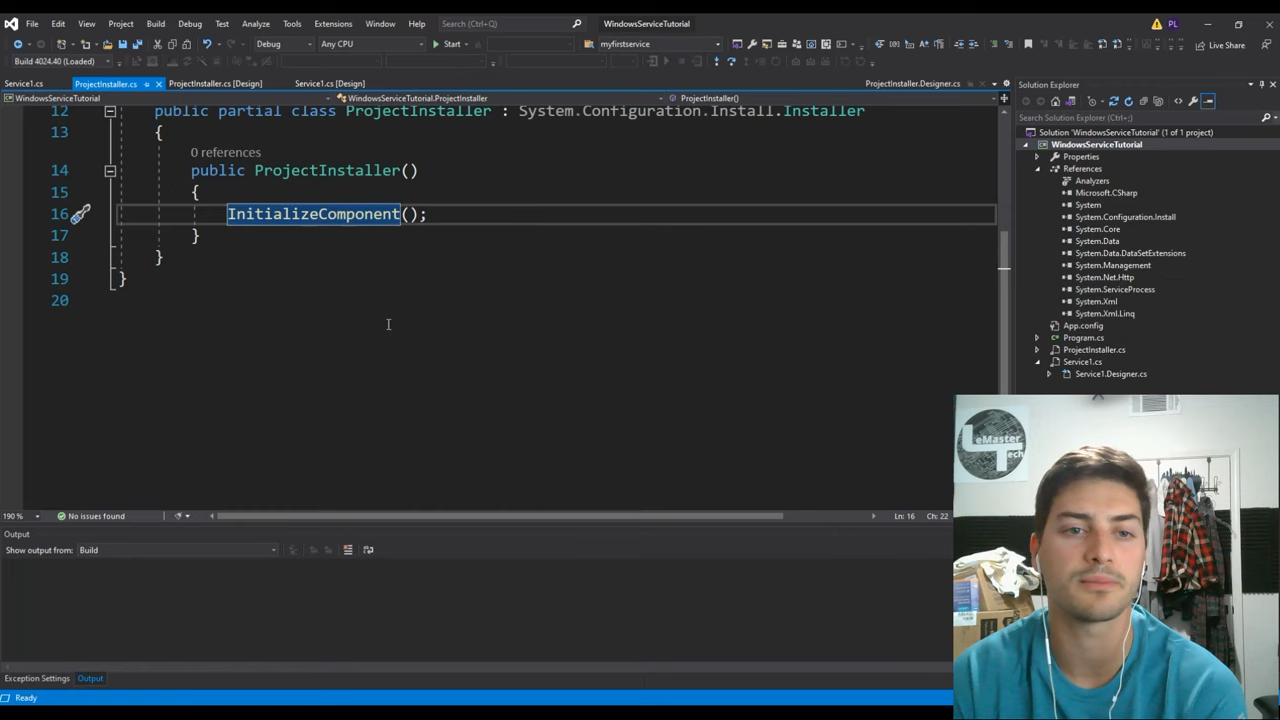 File Edit View Project Build Debug Test Analyze Tools Extensions Window Help Search (Ctrl+Q) WindowsServiceTutorial PL
Debug Any CPU Start myfirstservice Live Share
Build 4024.40 (Loaded)
Service1.cs ProjectInstaller.cs ProjectInstaller.cs [Design] Service1.cs [Design] ProjectInstaller.Designer.cs
WindowsServiceTutorial WindowsServiceTutorial.ProjectInstaller ProjectInstaller()
12 public partial class ProjectInstaller : System.Configuration.Install.Installer
13 {
0 references
14 public ProjectInstaller()
15 {
16 InitializeComponent();
17 }
18 }
19 }
20
190 % No issues found Ln: 16 Ch: 22
Output
Show output from: Build
Exception Settings Output
Ready
Solution Explorer
Search Solution Explorer (Ctrl+;)
Solution 'WindowsServiceTutorial' (1 of 1 project)
WindowsServiceTutorial
Properties
References
Analyzers
Microsoft.CSharp
System
System.Configuration.Install
System.Core
System.Data
System.Data.DataSetExtensions
System.Management
System.Net.Http
System.ServiceProcess
System.Xml
System.Xml.Linq
App.config
Program.cs
ProjectInstaller.cs
Service1.cs
Service1.Designer.cs
LeMaster
Tech